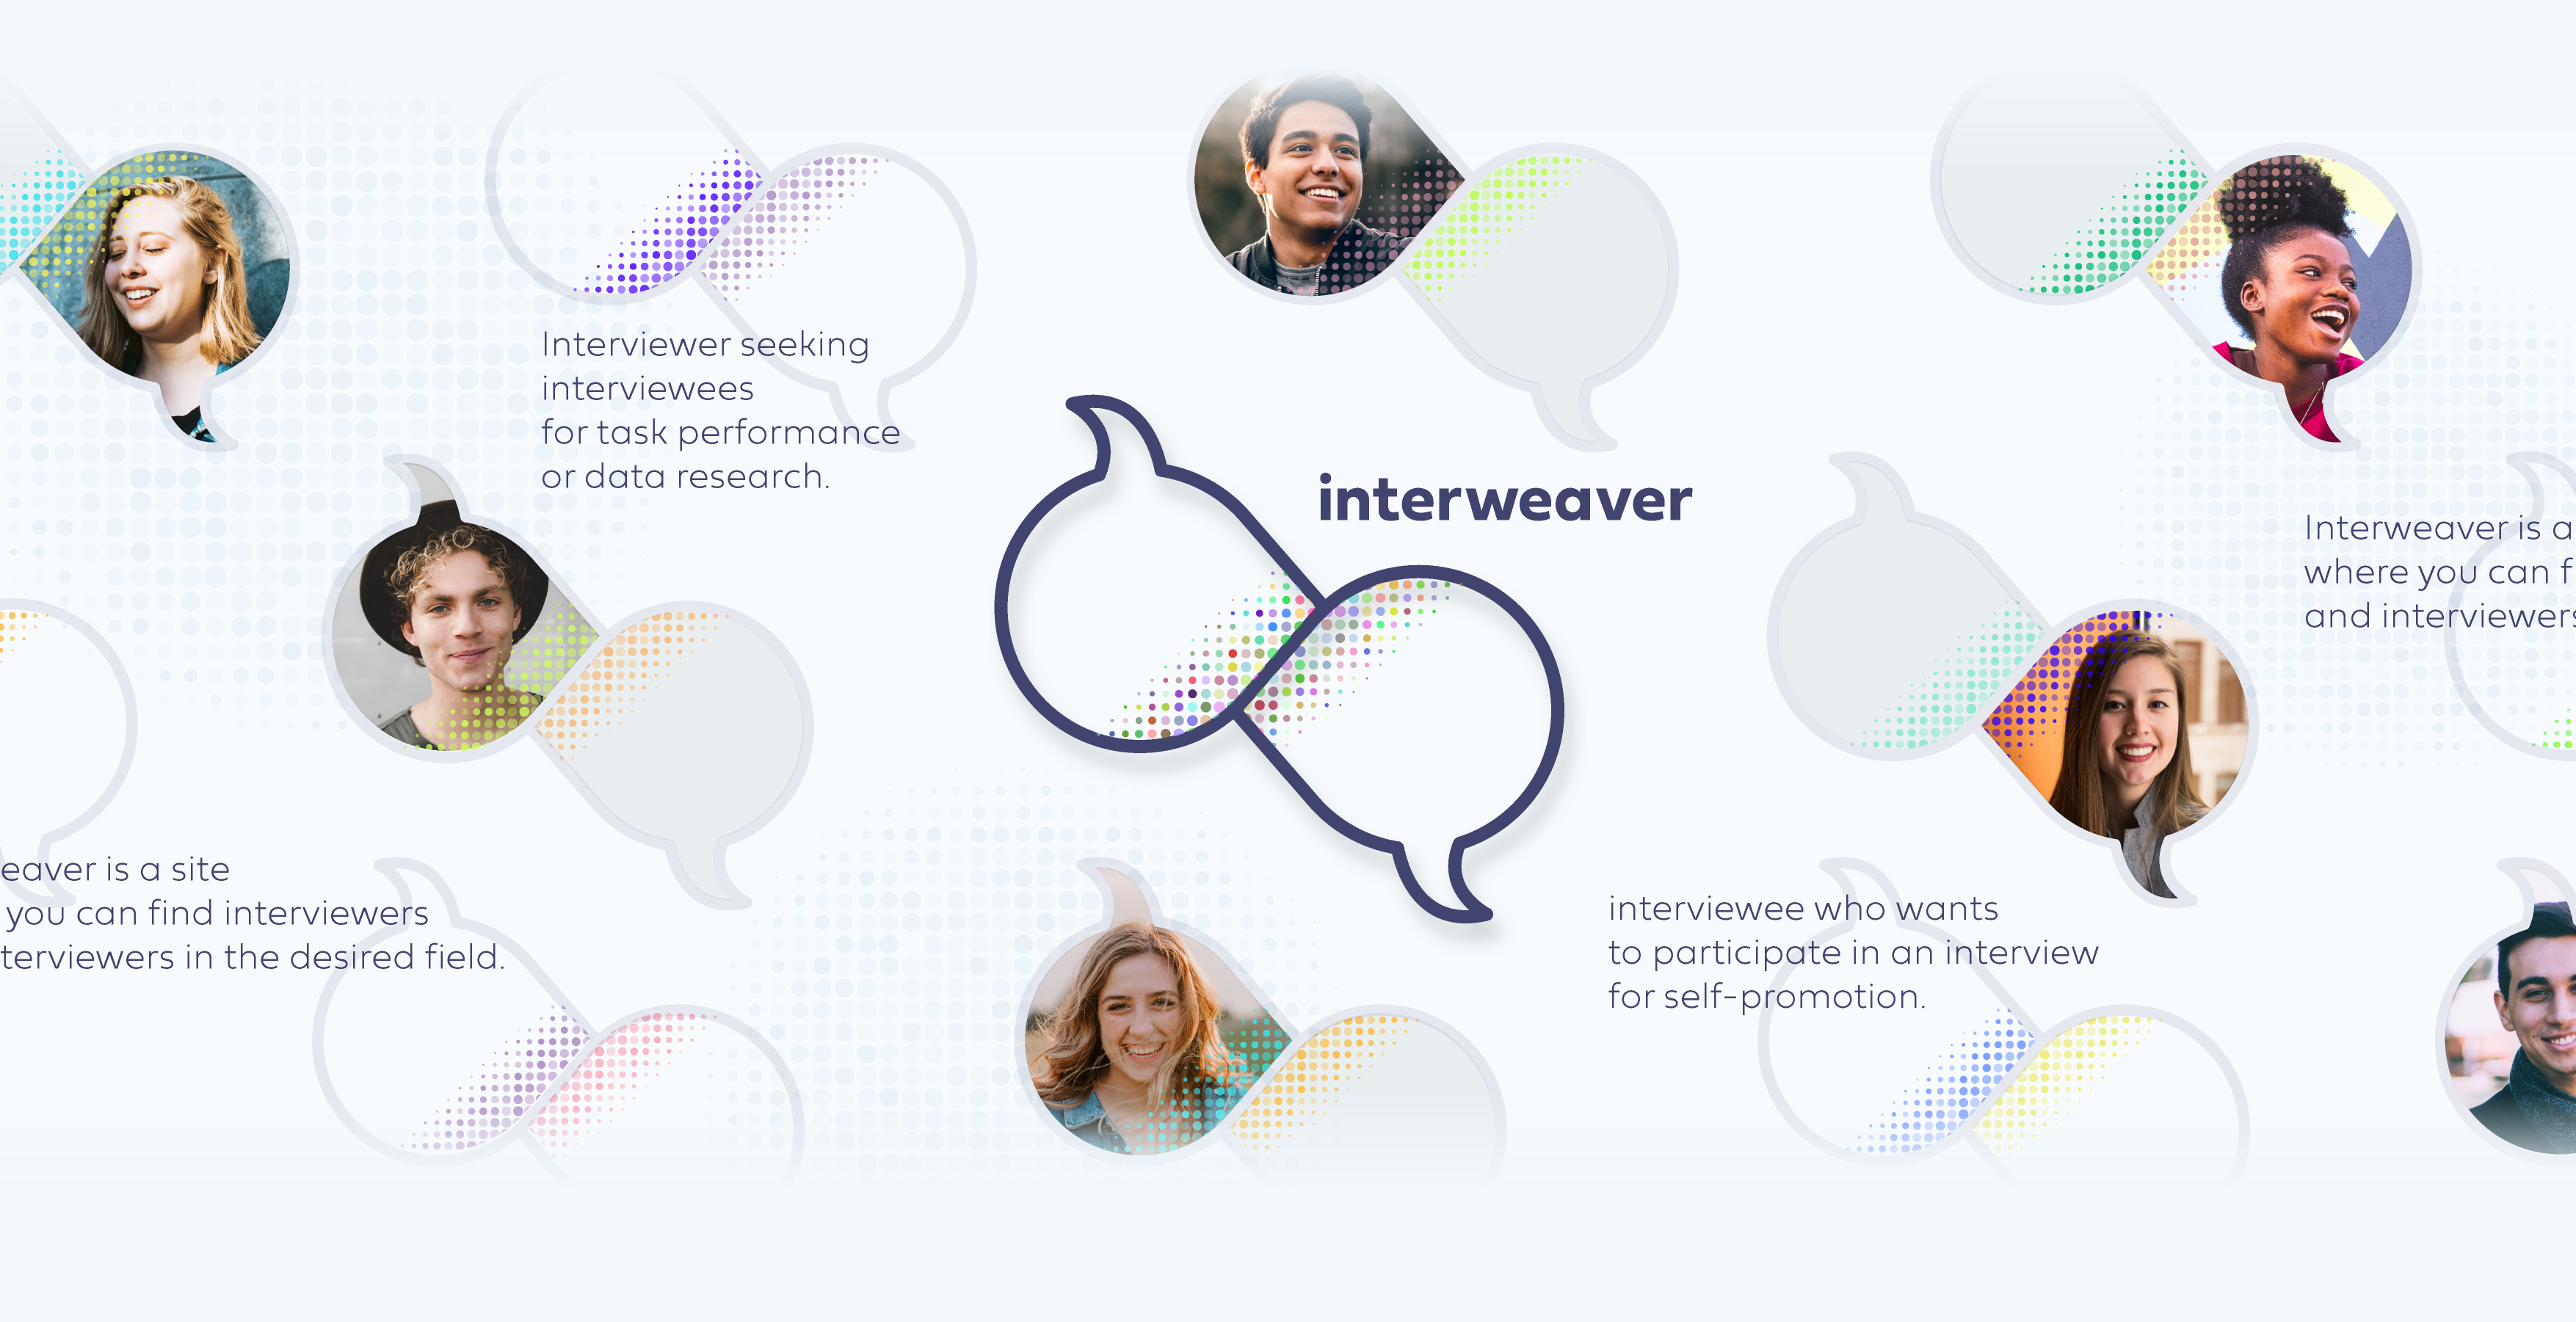 Interviewer seeking
interviewees
for task performance
or data research.
interweaver
Interweaver is a
where you can f
and interviewers
eaver is a site
you can find interviewers
terviewers in the desired field.
interviewee who wants
to participate in an interview
for self-promotion.